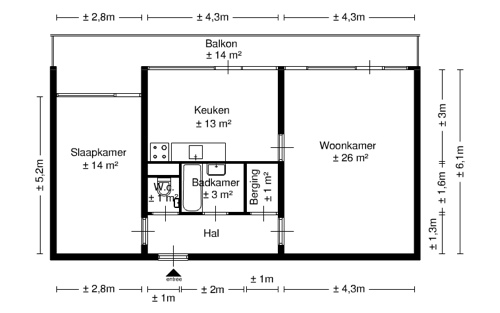 ± 2,8m ± 4,3m ± 4,3m
Balkon
± 14 m²
Keuken
± 13 m²
Slaapkamer
± 14 m²
Woonkamer
± 26 m²
± 3m
± 5,2m
± 6,1m
W.c.
± 1 m²
Badkamer
± 3 m²
Berging
± 1 m²
± 1,6m
Hal
± 1,3m
entree
± 1m
± 2,8m ± 2m ± 4,3m
± 1m